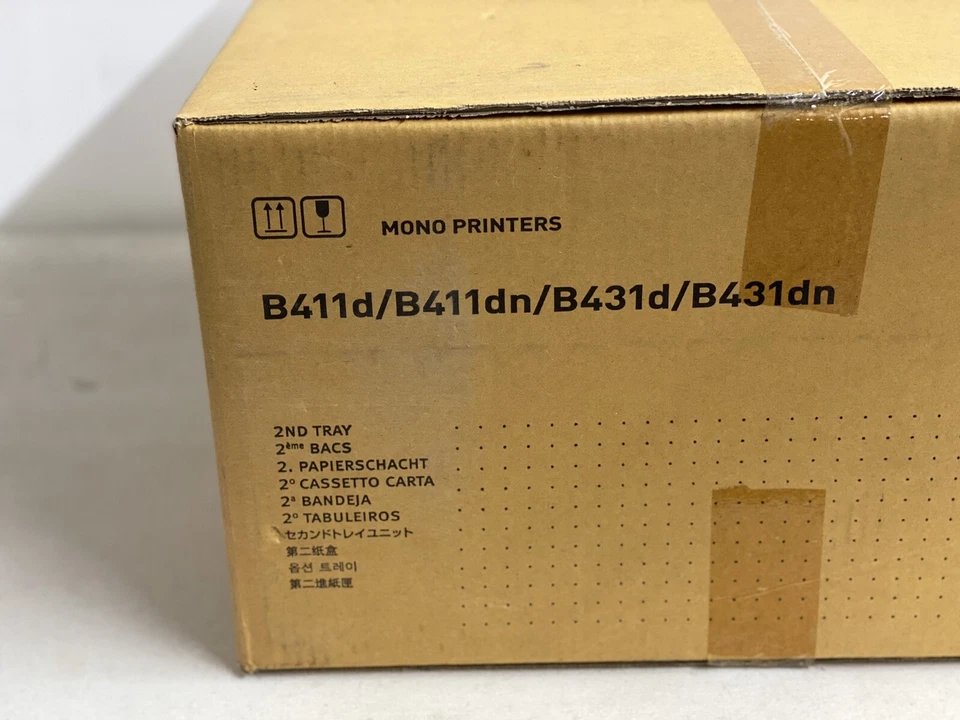 MONO PRINTERS
B411d/B411dn/B431d/B431dn
2ND TRAY
2ème BACS
2. PAPIERSCHACHT
2º CASSETTO CARTA
2ª BANDEJA
2º TABULEIROS
セカンドトレイユニット
第二纸盒
옵션 트레이
第二進紙匣